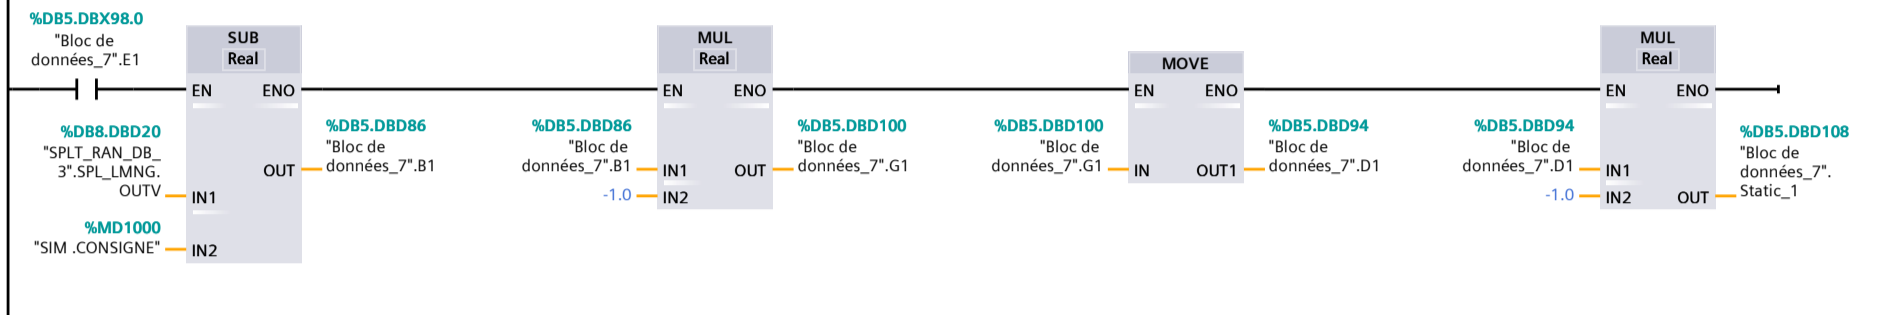 %DB5.DBX98.0
"Bloc de
données_7".E1
SUB
Real
EN
ENO
%DB8.DBD20
"SPLT_RAN_DB_
3".SPL_LMNG.
OUTV
IN1
%MD1000
"SIM .CONSIGNE"
IN2
OUT
%DB5.DBD86
"Bloc de
données_7".B1
MUL
Real
EN
ENO
%DB5.DBD86
"Bloc de
données_7".B1
IN1
-1.0
IN2
OUT
%DB5.DBD100
"Bloc de
données_7".G1
MOVE
EN
ENO
%DB5.DBD100
"Bloc de
données_7".G1
IN
OUT1
%DB5.DBD94
"Bloc de
données_7".D1
MUL
Real
EN
ENO
%DB5.DBD94
"Bloc de
données_7".D1
IN1
-1.0
IN2
OUT
%DB5.DBD108
"Bloc de
données_7".
Static_1